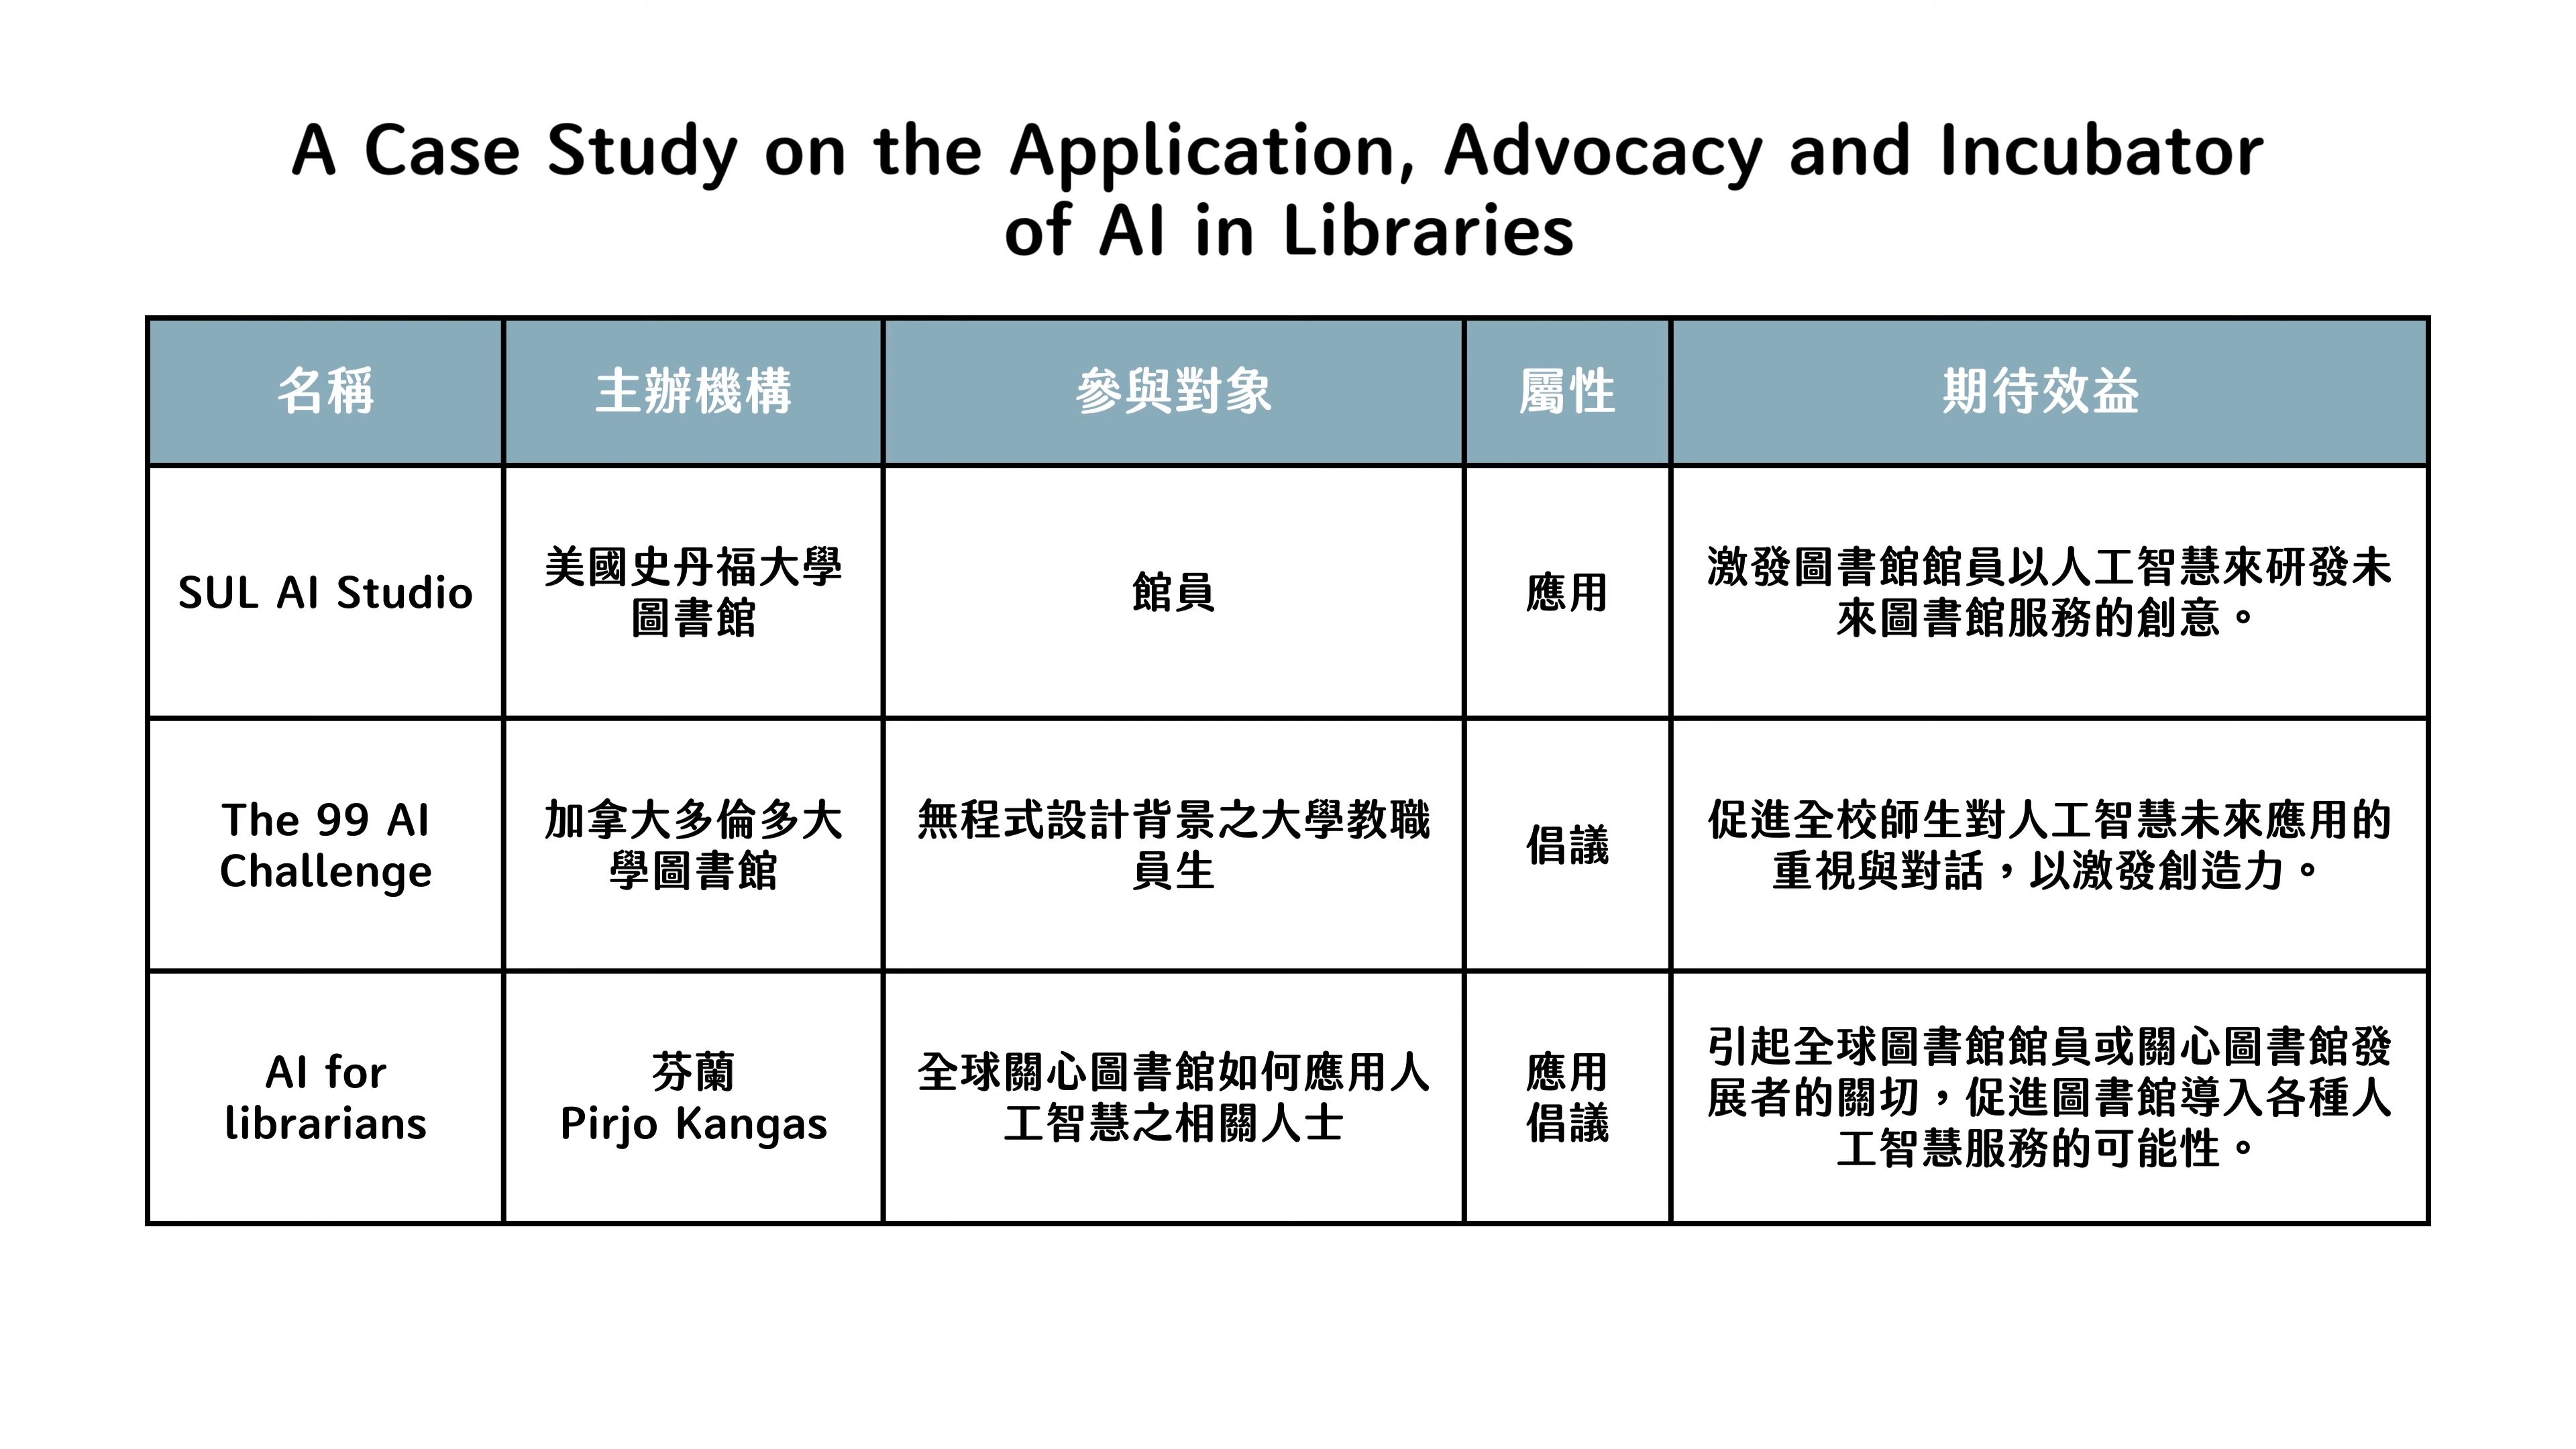 A Case Study on the Application, Advocacy and Incubator
of AI in Libraries
名稱
主辦機構
參與對象
屬性
期待效益
SUL AI Studio
美國史丹福大學
圖書館
館員
應用
激發圖書館館員以人工智慧來研發未
來圖書館服務的創意。
The 99 AI
Challenge
加拿大多倫多大
學圖書館
無程式設計背景之大學教職
員生
倡議
促進全校師生對人工智慧未來應用的
重視與對話，以激發創造力。
AI for
librarians
芬蘭
Pirjo Kangas
全球關心圖書館如何應用人
工智慧之相關人士
應用
倡議
引起全球圖書館館員或關心圖書館發
展者的關切，促進圖書館導入各種人
工智慧服務的可能性。